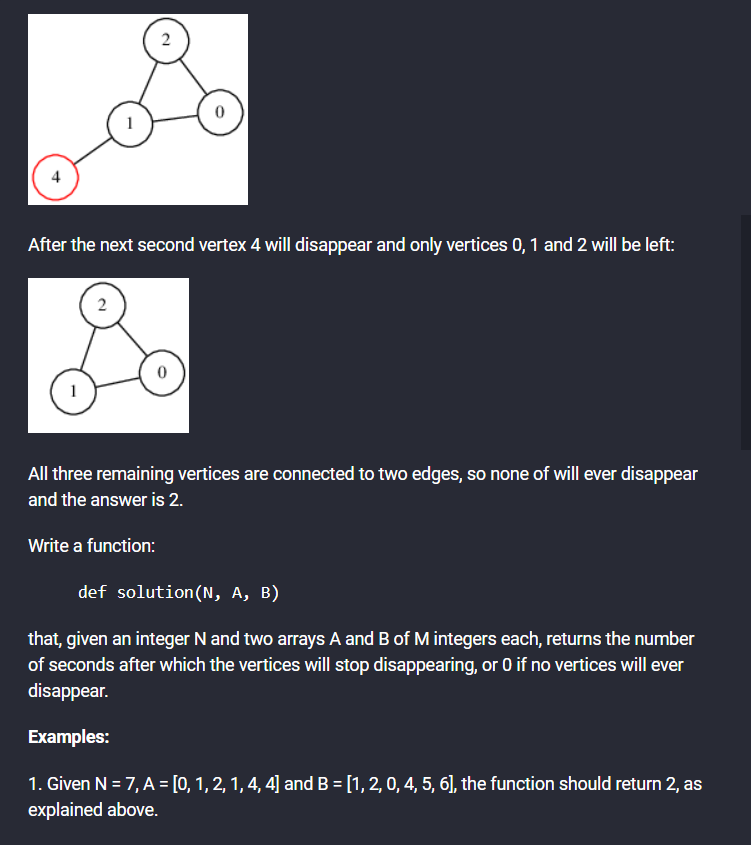 2
0
1
4
After the next second vertex 4 will disappear and only vertices 0, 1 and 2 will be left:
2
0
1
All three remaining vertices are connected to two edges, so none of will ever disappear
and the answer is 2.
Write a function:
def solution(N, A, B)
that, given an integer N and two arrays A and B of M integers each, returns the number
of seconds after which the vertices will stop disappearing, or 0 if no vertices will ever
disappear.
Examples:
1. Given N = 7, A = [0, 1, 2, 1, 4, 4] and B = [1, 2, 0, 4, 5, 6], the function should return 2, as
explained above.